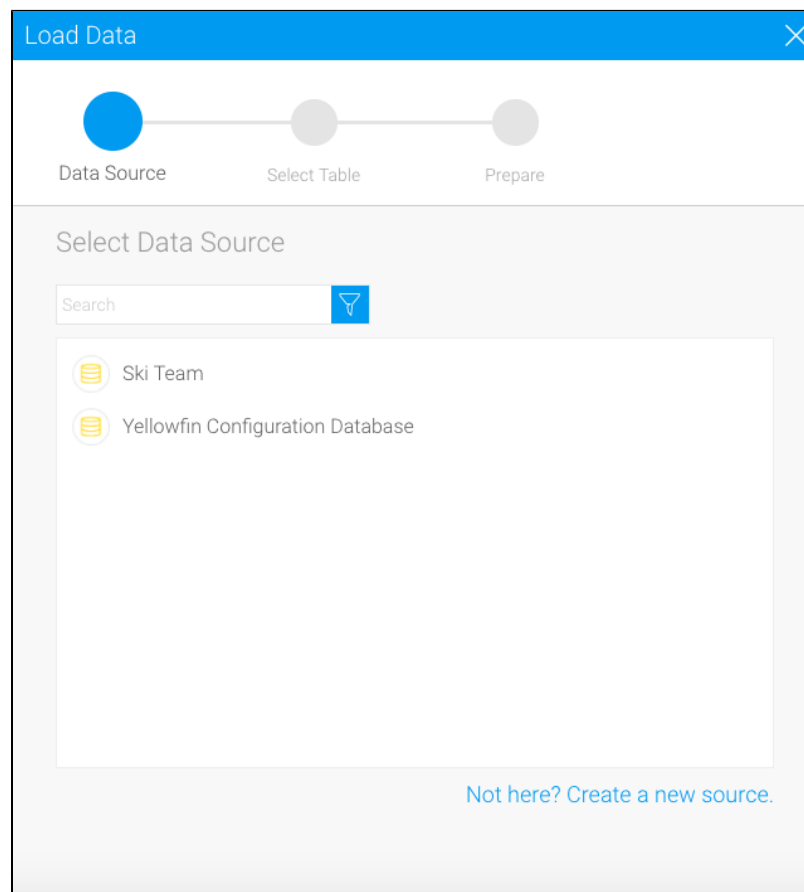 Load Data
Data Source
Select Table
Prepare
Select Data Source
Search
Ski Team
Yellowfin Configuration Database
Not here? Create a new source.